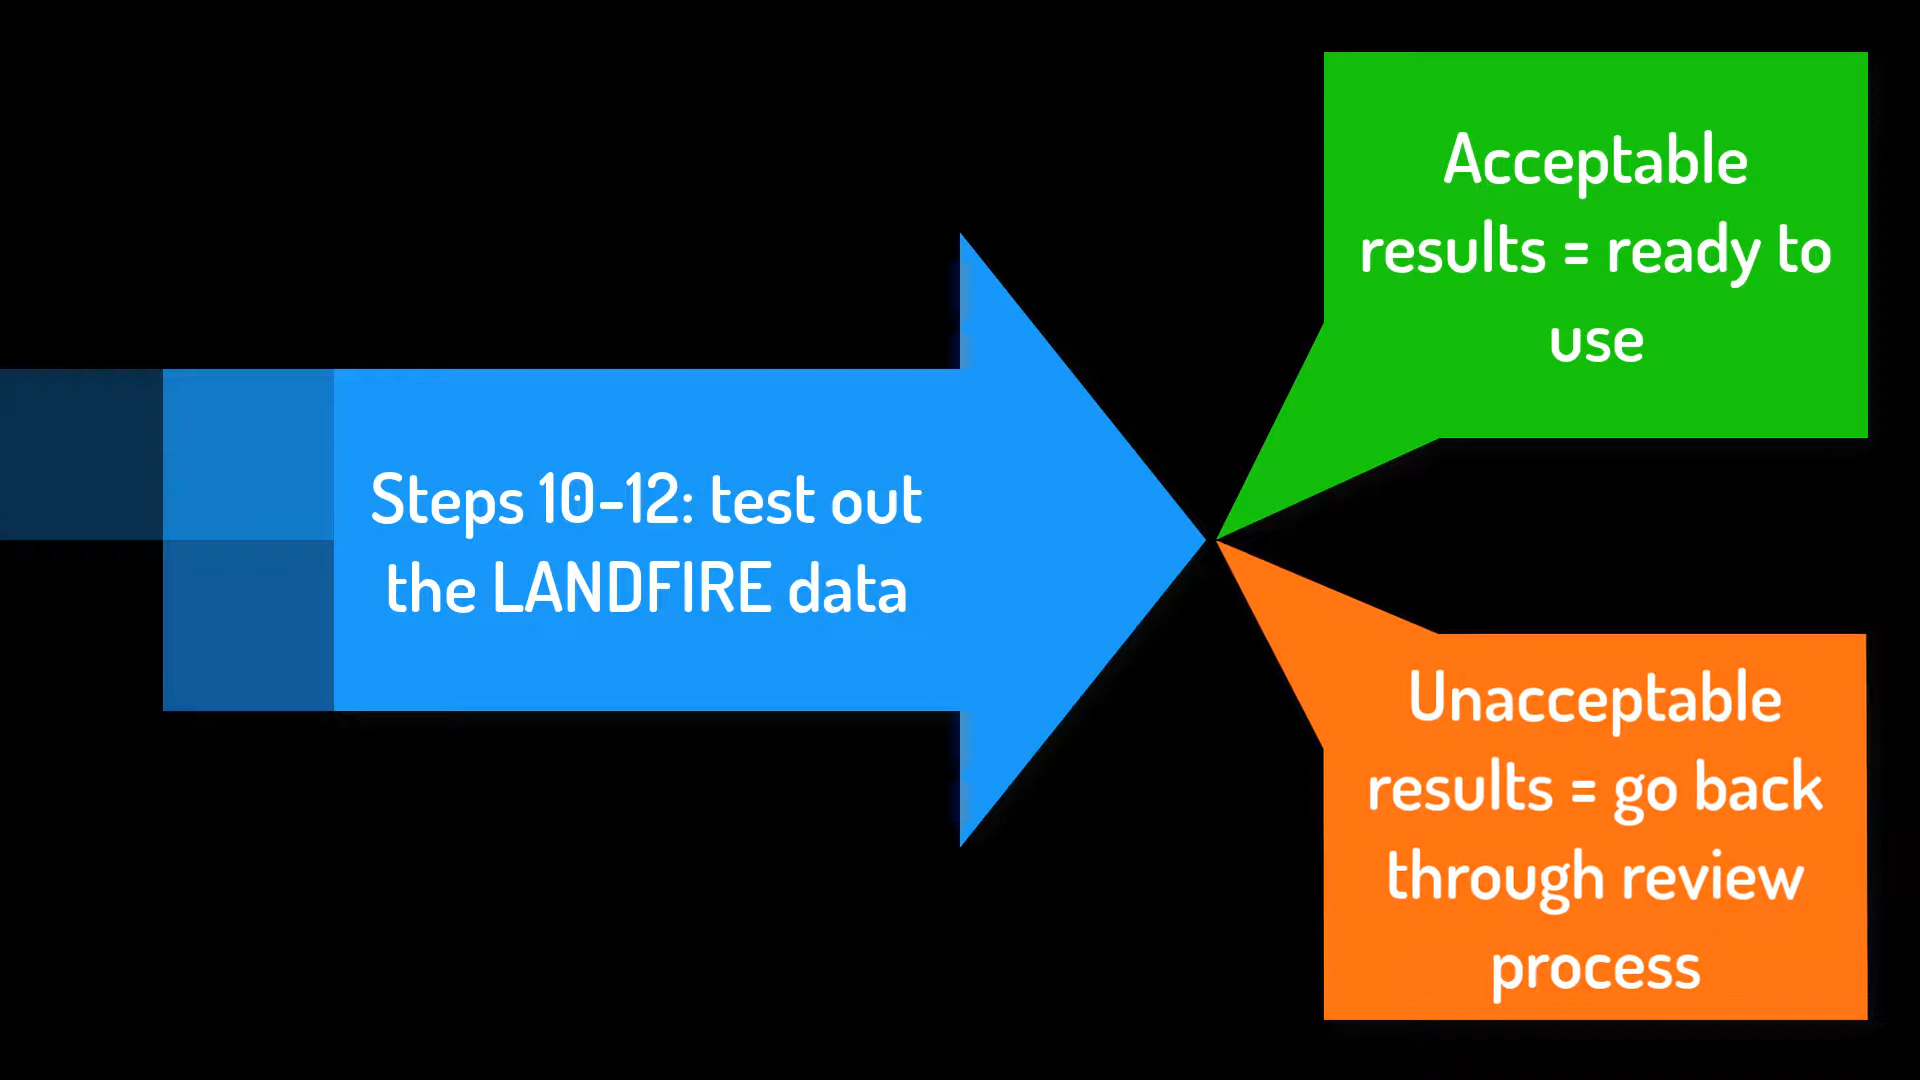 Steps 10-12: test out
the LANDFIRE data
Acceptable
results = ready to
use
Unacceptable
results = go back
through review
process